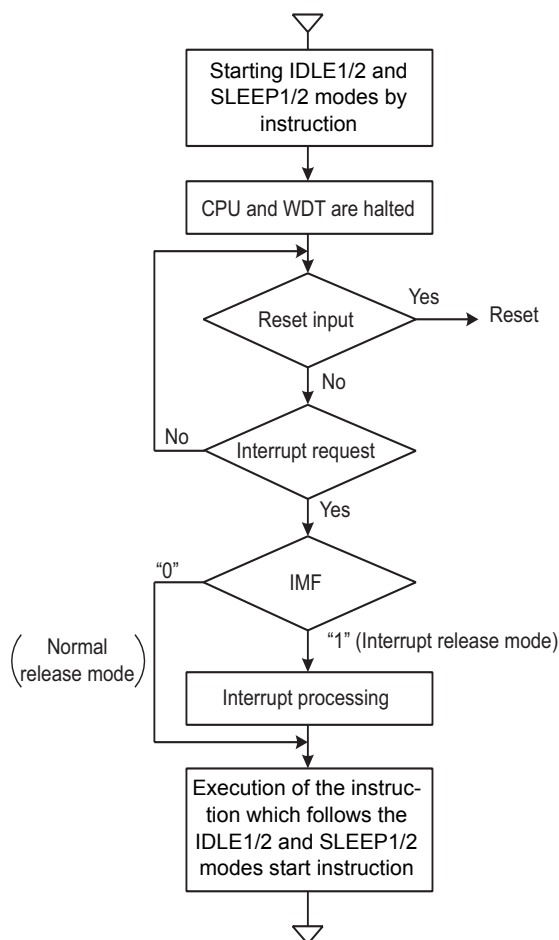 Starting IDLE1/2 and
SLEEP1/2 modes by
instruction
CPU and WDT are halted
Reset input
Yes
Reset
No
Interrupt request
No
Yes
IMF
“0”
Normal
release mode
“1” (Interrupt release mode)
Interrupt processing
Execution of the instruc-
tion which follows the
IDLE1/2 and SLEEP1/2
modes start instruction